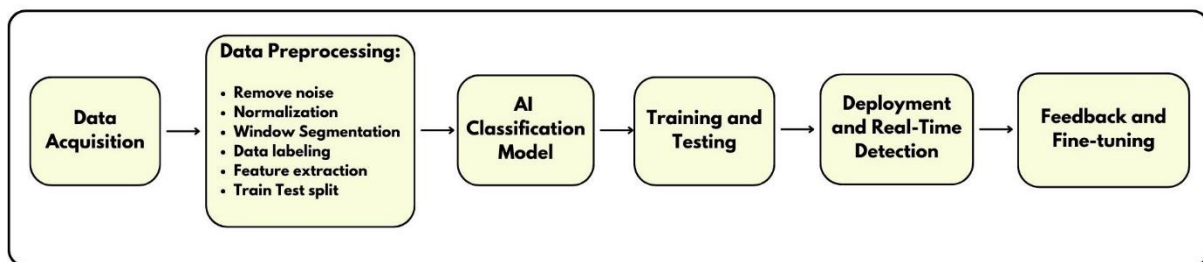 Data
Acquisition
Data Preprocessing:
• Remove noise
• Normalization
• Window Segmentation
• Data labeling
• Feature extraction
• Train Test split
AI
Classification
Model
Training and
Testing
Deployment
and Real-Time
Detection
Feedback and
Fine-tuning